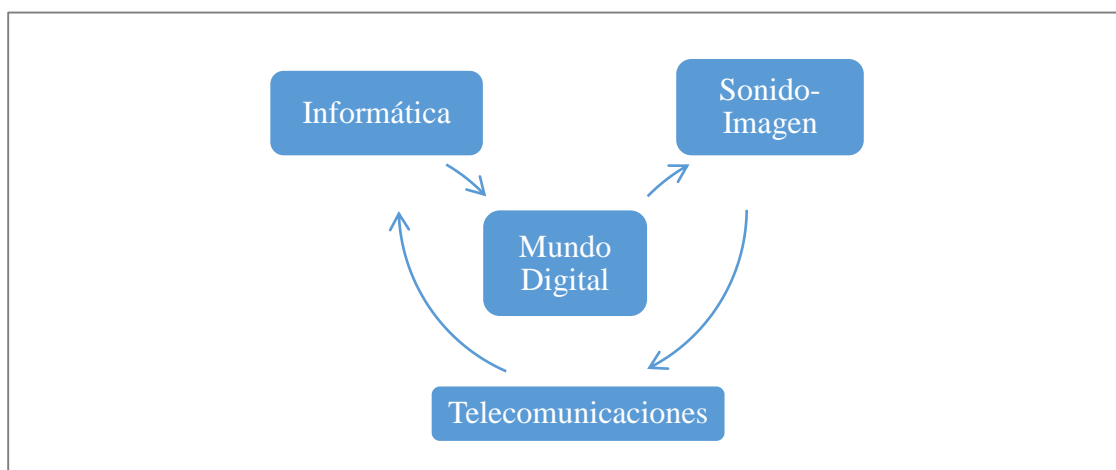 Informática
Sonido-
Imagen
Mundo
Digital
Telecomunicaciones